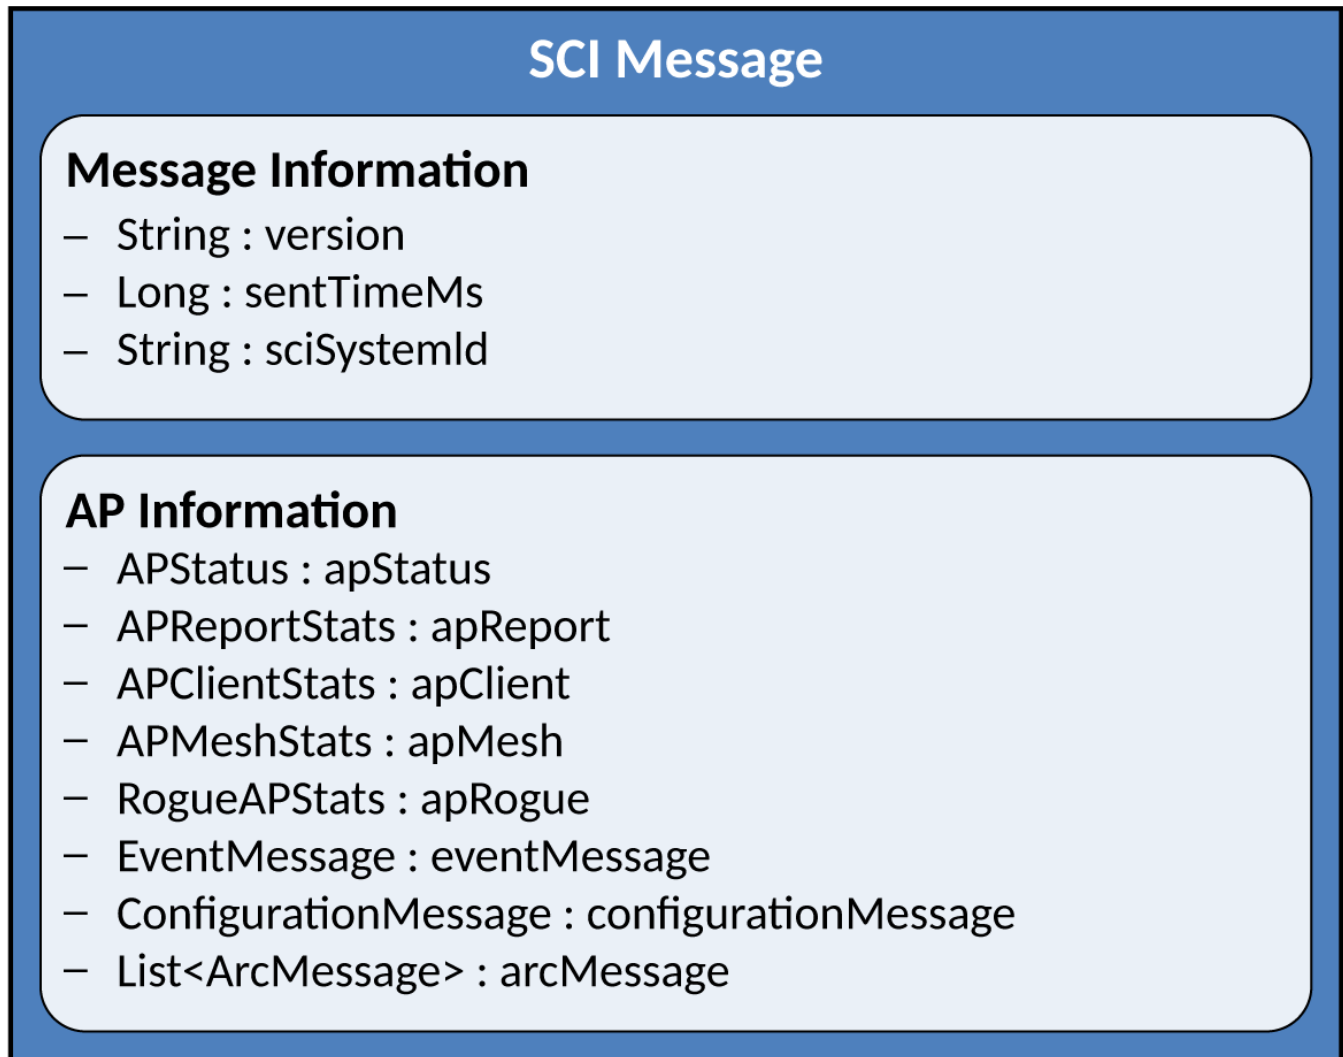 SCI Message
Message Information
– String : version
– Long : sentTimeMs
– String : sciSystemId
AP Information
– APStatus : apStatus
– APReportStats : apReport
– APClientStats : apClient
– APMeshStats : apMesh
– RogueAPStats : apRogue
– EventMessage : eventMessage
– ConfigurationMessage : configurationMessage
– List<ArcMessage> : arcMessage